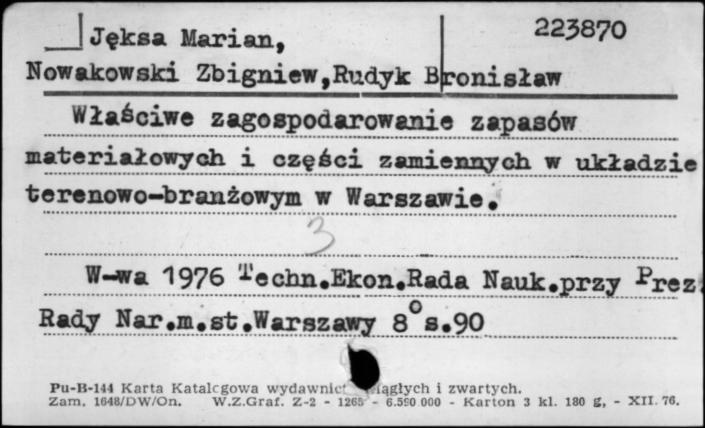 223870
Jęksa Marian,
Nowakowski Zbigniew,Rudyk Bronisław
Właściwe zagospodarowanie zapasów
materiałowych i części zamiennych w układzie
terenowo-branżowym w Warszawie.
3
W-wa 1976 Techn.Ekon.Rada Nauk.przy Prez.
Rady Nar.m.st.Warszawy 8° s.90
Pu-B-144 Karta Katalogowa wydawnict ciągłych i zwartych.
Zam. 1648/DW/On. W.Z.Graf. Z-2 - 1265 - 6.590 000 - Karton 3 kl. 180 g, - XII. 76.